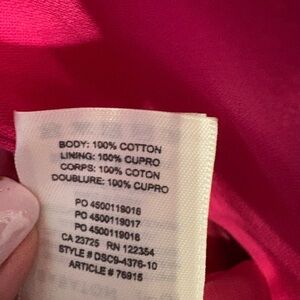 BODY: 100% COTTON
LINING: 100% CUPRO
CORPS: 100% COTON
DOUBLURE: 100% CUPRO
PO 4500119016
PO 4500119017
PO 4500119018
CA 23725 RN 122354
STYLE # DSC9-4376-10
ARTICLE # 76915